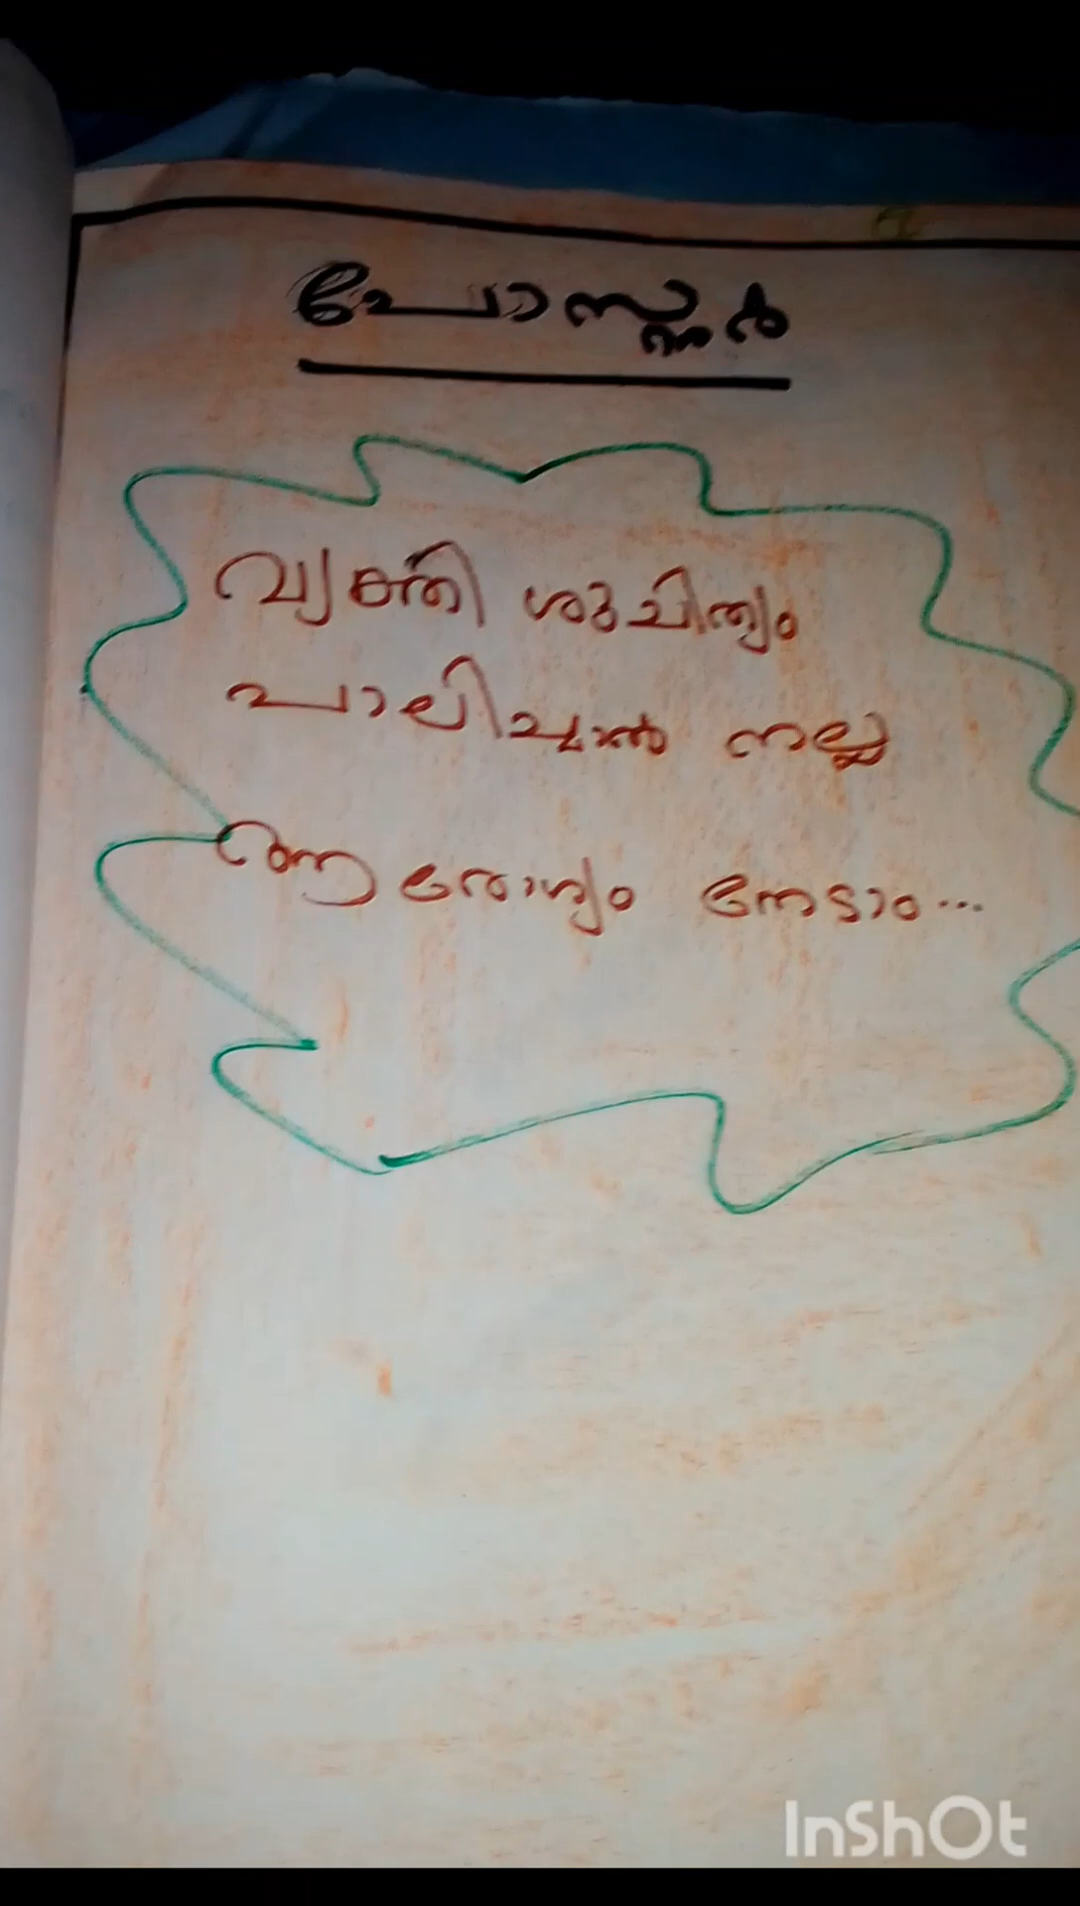 പോസ്റ്റർ
വ്യക്തി ശുചിത്വം
പാലിച്ചാൽ നല്ല
ആരോഗ്യം നേടാം...
InShOt